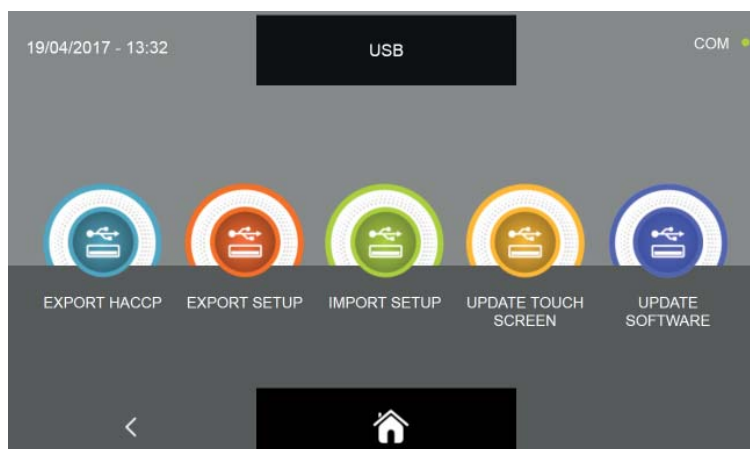 19/04/2017 - 13:32
USB
COM
EXPORT HACCP
EXPORT SETUP
IMPORT SETUP
UPDATE TOUCH
SCREEN
UPDATE
SOFTWARE